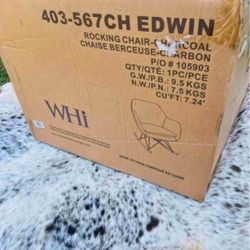 403-567CH EDWIN
ROCKING CHAIR-CHARCOAL
CHAISE BERCEUSE-CHARBON
P/O # 105903
QTY/QTÉ: 1PC/PCE
G.W./P.B.: 9.5 KGS
N.W./P.N.: 7.5 KGS
CU'FT: 7.24'
WHi